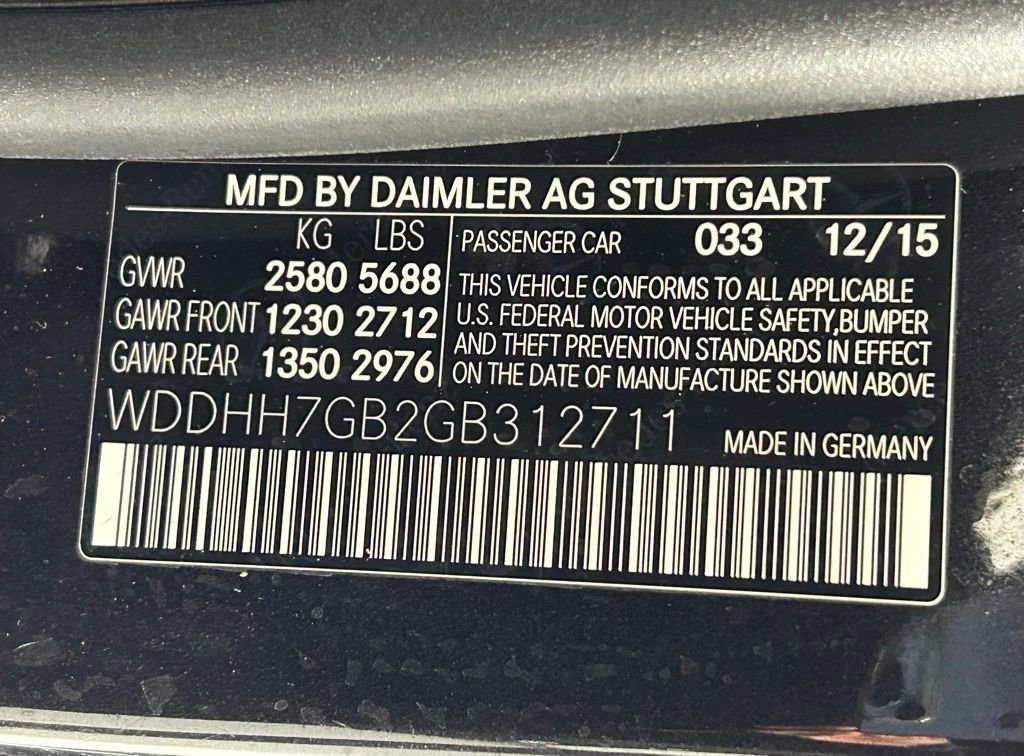 MFD BY DAIMLER AG STUTTGART
KG LBS
GVWR 2580 5688
GAWR FRONT 1230 2712
GAWR REAR 1350 2976
PASSENGER CAR 033 12/15
THIS VEHICLE CONFORMS TO ALL APPLICABLE
U.S. FEDERAL MOTOR VEHICLE SAFETY,BUMPER
AND THEFT PREVENTION STANDARDS IN EFFECT
ON THE DATE OF MANUFACTURE SHOWN ABOVE
WDDHH7GB2GB312711
MADE IN GERMANY